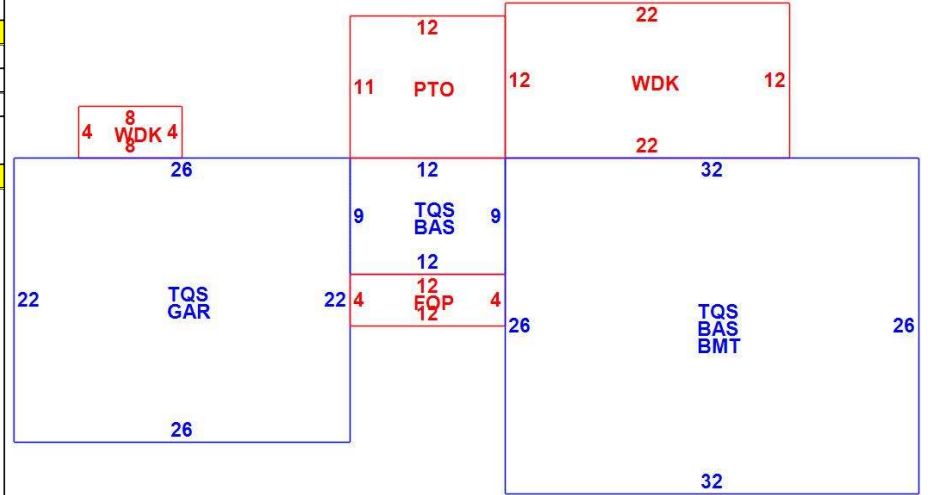 22
12
12 WDK 12
11 PTO
22
8
4 WDK 4
8
26
12
32
9 TQS 9
BAS
12
22 TQS 22
GAR
12
4 FOP 4
12
26 TQS 26
BAS
BMT
26
32